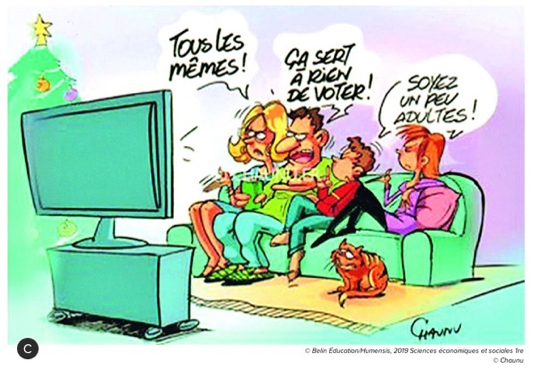 TOUS LES
MÊMES !
ÇA SERT
À RIEN
DE VOTER !
SOYEZ
UN PEU
ADULTES !
CHAUNU
C
© Belin Éducation/Humensis, 2019 Sciences économiques et sociales 1re
© Chaunu